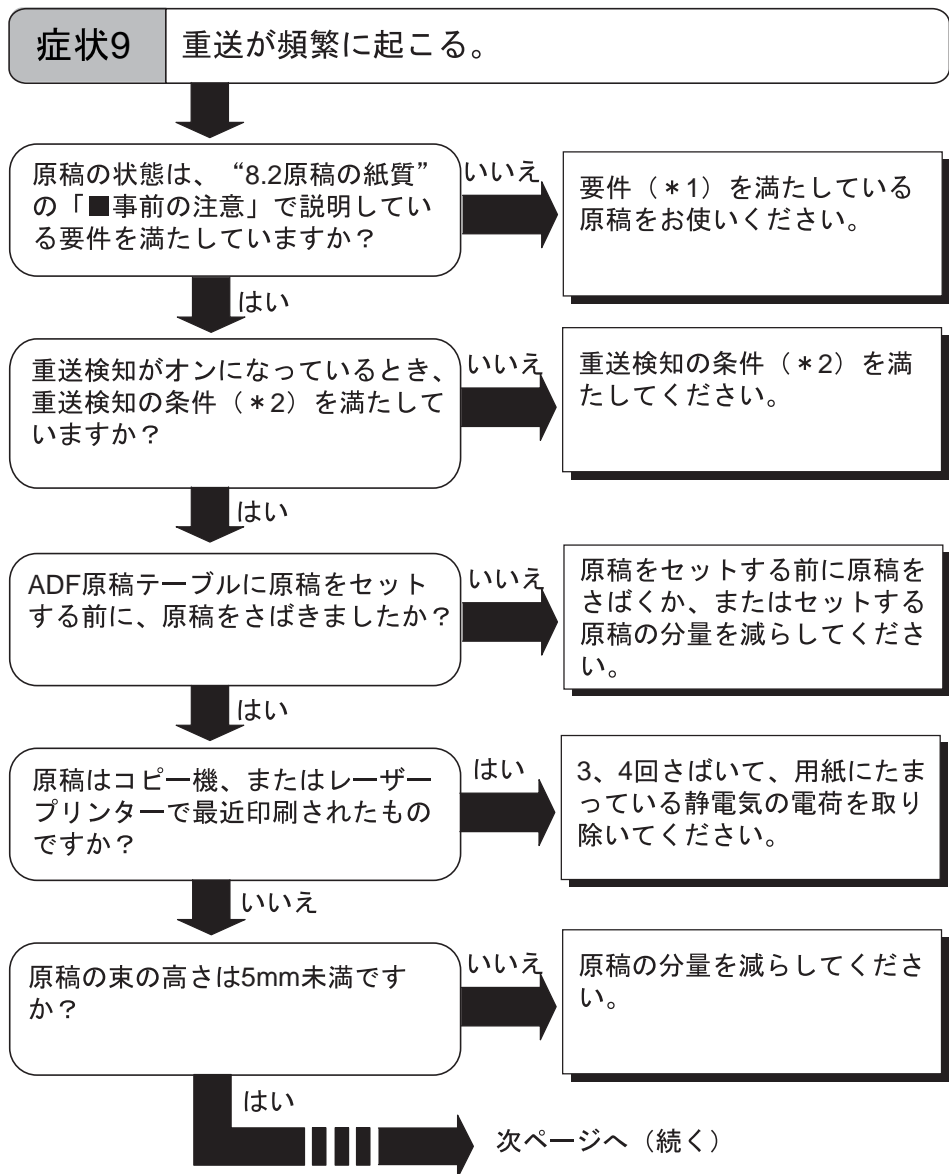 症状9
重送が頻繁に起こる。
原稿の状態は、“8.2原稿の紙質”
の「■事前の注意」で説明してい
る要件を満たしていますか？
いいえ
要件（＊1）を満たしている
原稿をお使いください。
はい
重送検知がオンになっているとき、
重送検知の条件（＊2）を満たして
いますか？
いいえ
重送検知の条件（＊2）を満
たしてください。
はい
ADF原稿テーブルに原稿をセット
する前に、原稿をさばきましたか？
いいえ
原稿をセットする前に原稿を
さばくか、またはセットする
原稿の分量を減らしてくださ
い。
はい
原稿はコピー機、またはレーザー
プリンターで最近印刷されたもの
ですか？
はい
3、4回さばいて、用紙にたま
っている静電気の電荷を取り
除いてください。
いいえ
原稿の束の高さは5mm未満です
か？
いいえ
原稿の分量を減らしてくださ
い。
はい
次ページへ（続く）